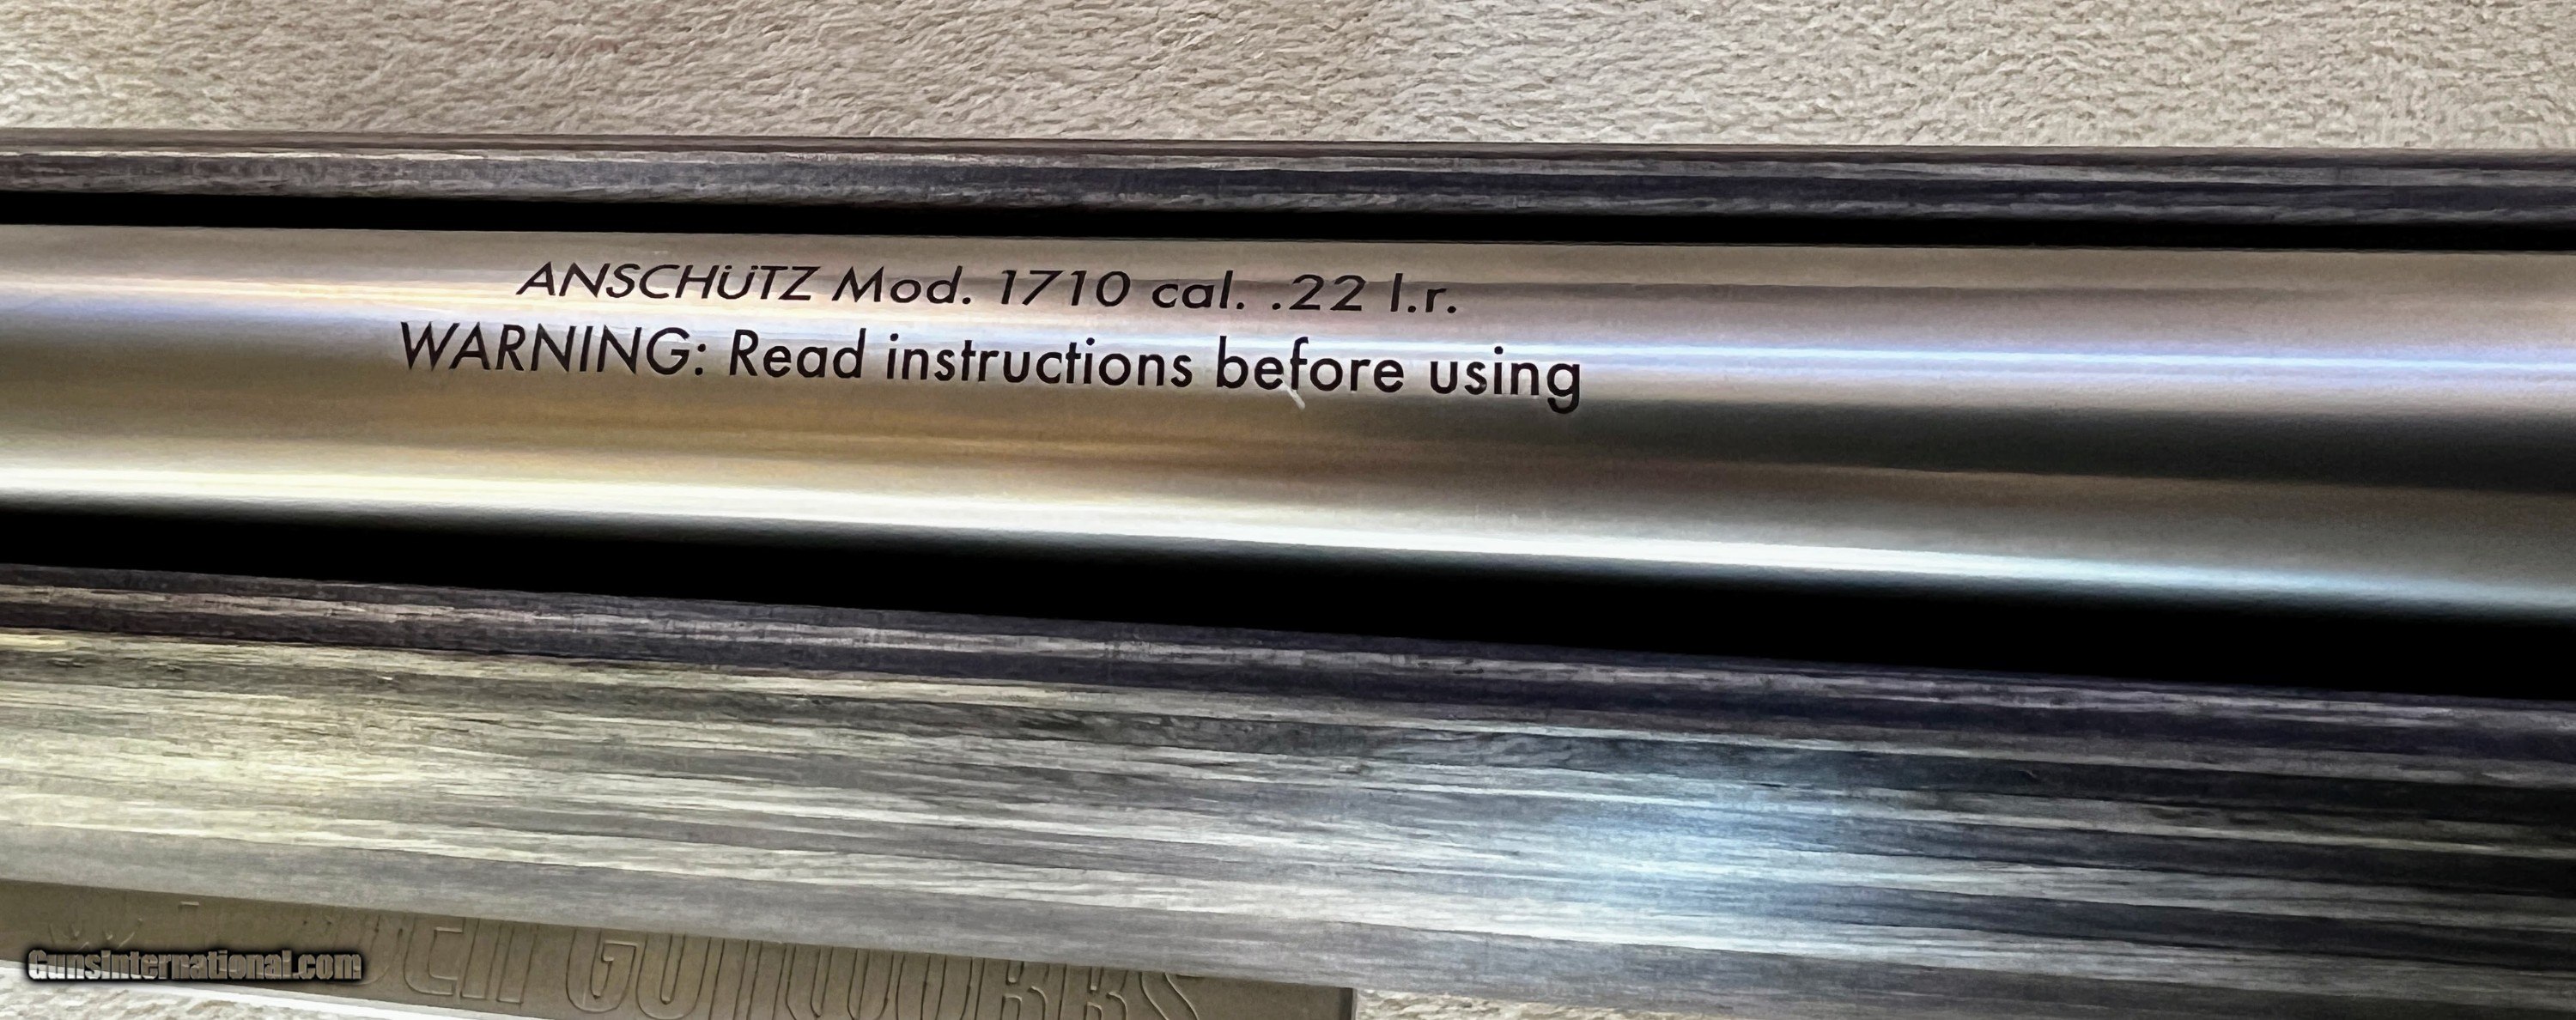 ANSCHÜTZ Mod. 1710 cal. .22 l.r.
WARNING: Read instructions before using
GunsInternational.com